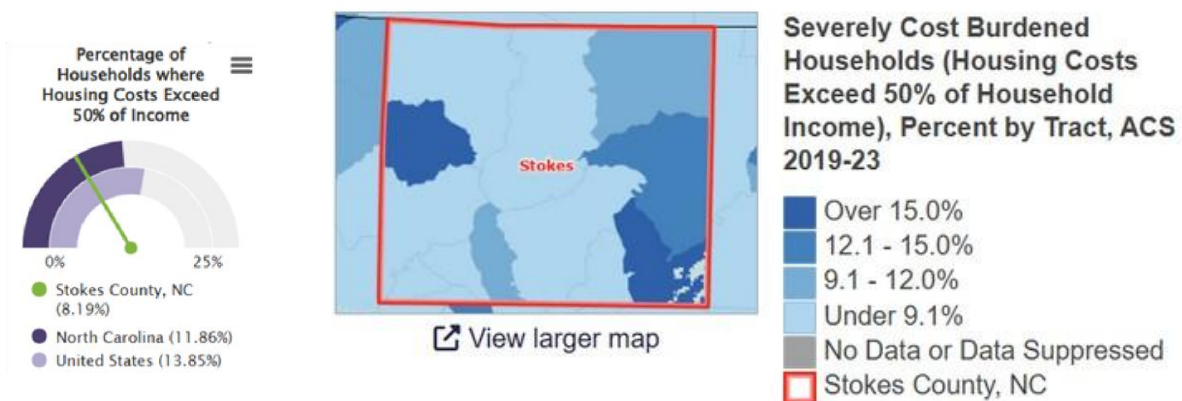 Percentage of
Households where
Housing Costs Exceed
50% of Income
0%
25%
Stokes County, NC
(8.19%)
North Carolina (11.86%)
United States (13.85%)
Stokes
View larger map
Severely Cost Burdened
Households (Housing Costs
Exceed 50% of Household
Income), Percent by Tract, ACS
2019-23
Over 15.0%
12.1 - 15.0%
9.1 - 12.0%
Under 9.1%
No Data or Data Suppressed
Stokes County, NC